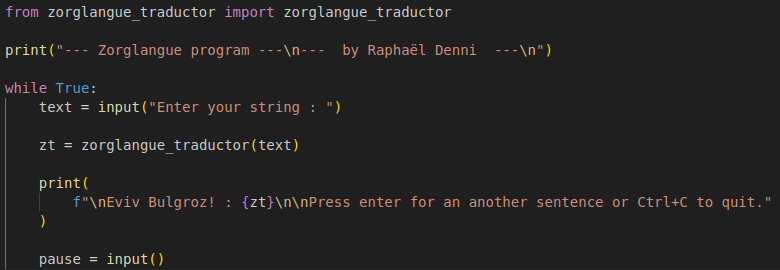 from zorglangue_traductor import zorglangue_traductor
print("--- Zorglangue program ---\n---  by Raphaël Denni  ---\n")
while True:
    text = input("Enter your string : ")
    zt = zorglangue_traductor(text)
    print(
        f"\nEviv Bulgroz! : {zt}\n\nPress enter for an another sentence or Ctrl+C to quit."
    )
    pause = input()